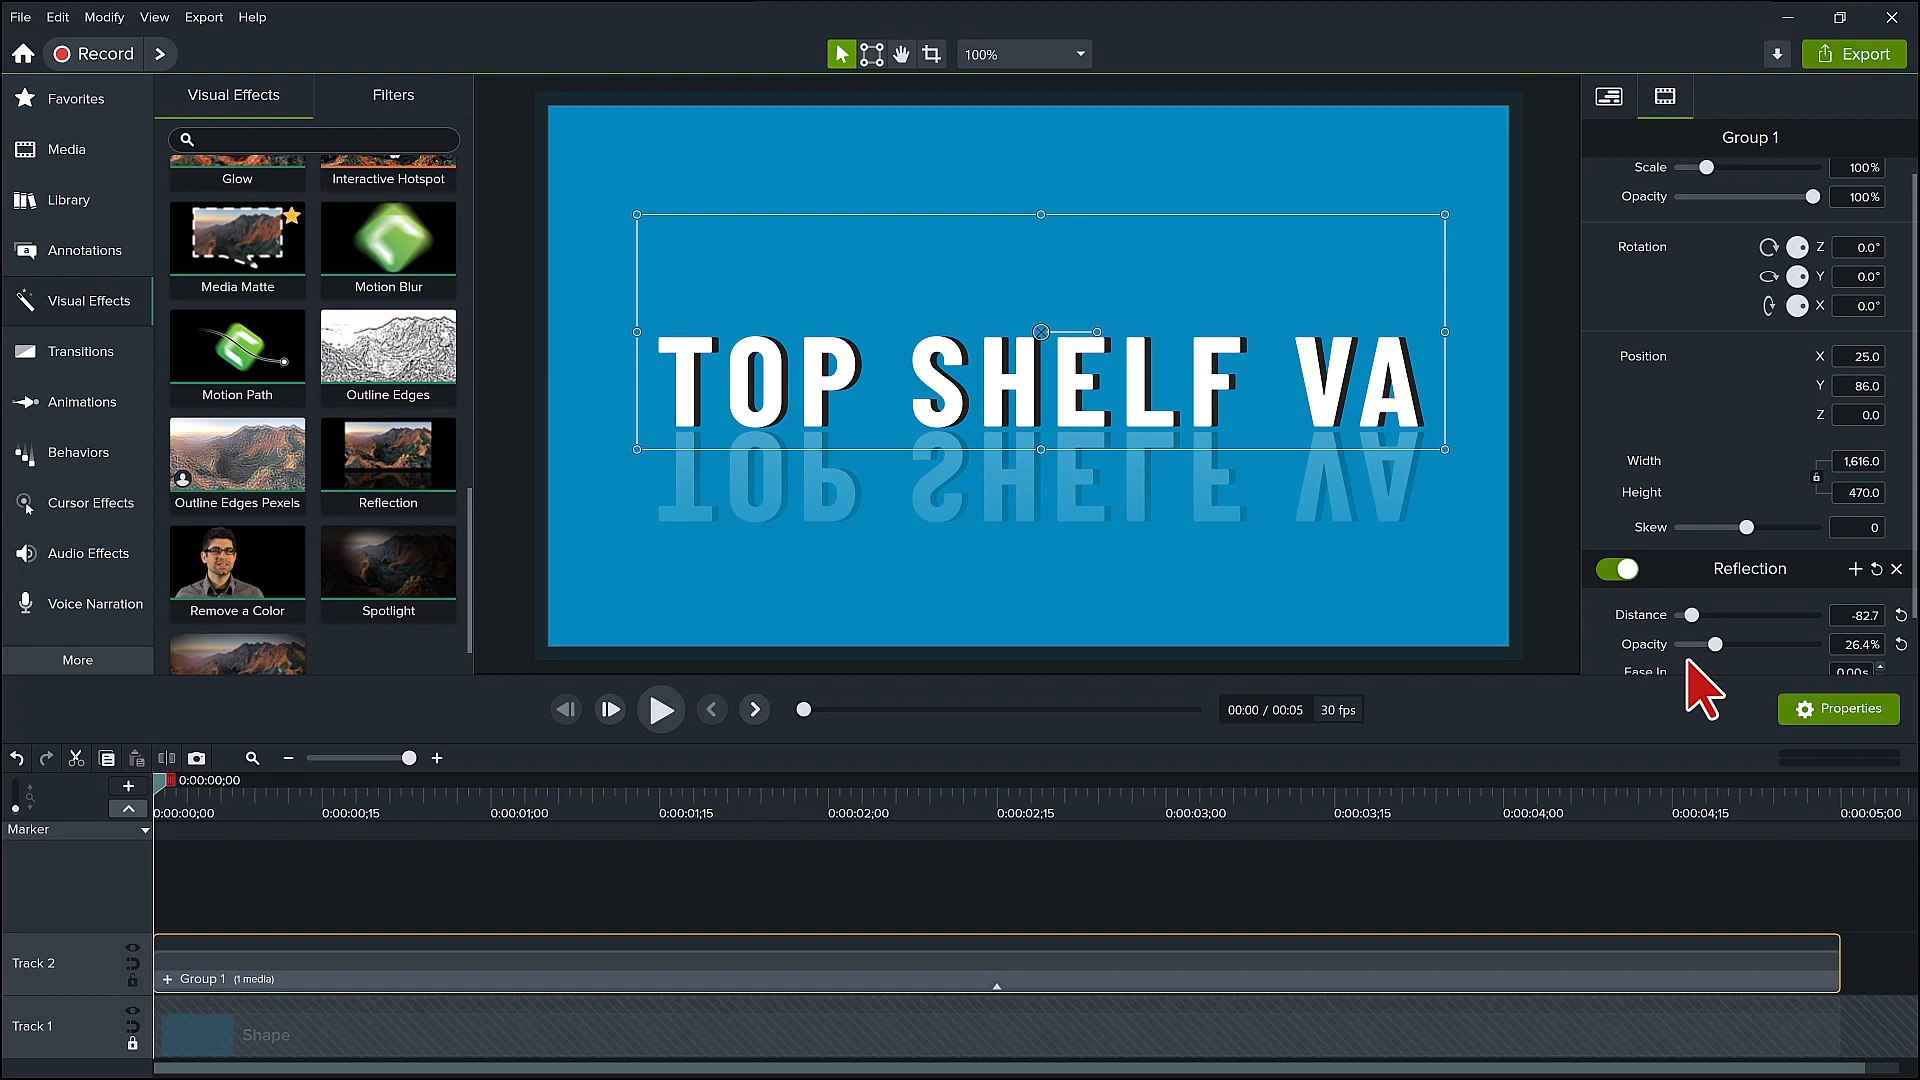 File Edit Modify View Export Help
Record 100% Export
Favorites
Media
Library
Annotations
Visual Effects
Transitions
Animations
Behaviors
Cursor Effects
Audio Effects
Voice Narration
More
Visual Effects Filters
Glow Interactive Hotspot
Media Matte Motion Blur
Motion Path Outline Edges
Outline Edges Pexels Reflection
Remove a Color Spotlight
TOP SHELF VA
TOP SHELF VA
Group 1
Scale 100%
Opacity 100%
Rotation Z 0.0°
Y 0.0°
X 0.0°
Position X 25.0
Y 86.0
Z 0.0
Width 1,616.0
Height 470.0
Skew 0
Reflection
Distance -82.7
Opacity 26.4%
Ease In 0.00s
00:00 / 00:05 30 fps
Properties
0:00:00;00
0:00:00;00 0:00:00;15 0:00:01;00 0:00:01;15 0:00:02;00 0:00:02;15 0:00:03;00 0:00:03;15 0:00:04;00 0:00:04;15 0:00:05;00
Marker
Track 2
+ Group 1 (1 media)
Track 1
Shape